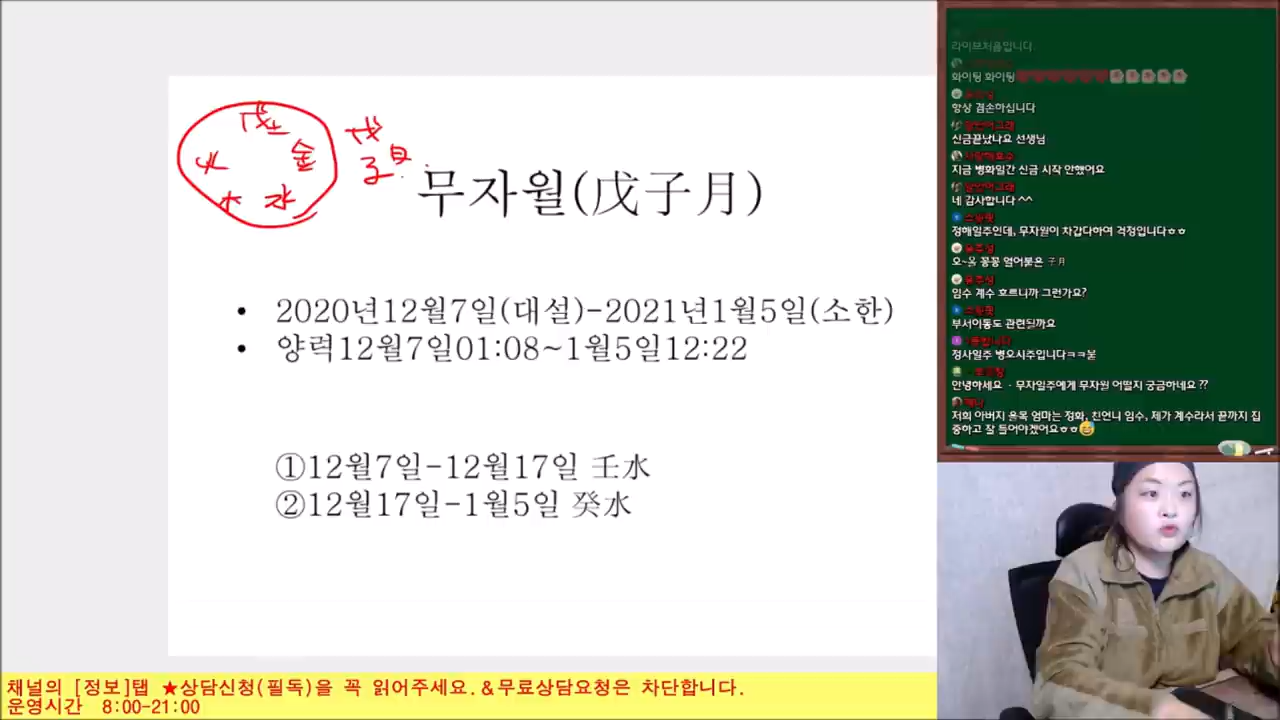 戊土
火
金
木 水
戊
子月
무자월(戊子月)
• 2020년12월7일(대설)-2021년1월5일(소한)
• 양력12월7일01:08~1월5일12:22
①12월7일-12월17일 壬水
②12월17일-1월5일 癸水
라이브처음입니다.
화이팅 화이팅
항상 겸손하십니다
신금끝났나요 선생님
지금 병화일간 신금 시작 안했어요
네 감사합니다 ^^
정해일주인데, 무자월이 차갑다하여 걱정입니다ㅎㅎ
오~올 꽁꽁 얼어붙은 子月
임수 계수 흐르니까 그런가요?
부서이동도 관련될까요
정사일주 병오시주입니다ㅋㅋ불
안녕하세요 · 무자일주에게 무자월 어떨지 궁금하네요 ??
저희 아버지 을목 엄마는 정화, 친언니 임수, 제가 계수라서 끝까지 집
중하고 잘 들어야겠어요ㅎㅎ
채널의 [정보]탭 ★상담신청(필독)을 꼭 읽어주세요.&무료상담요청은 차단합니다.
운영시간 8:00-21:00